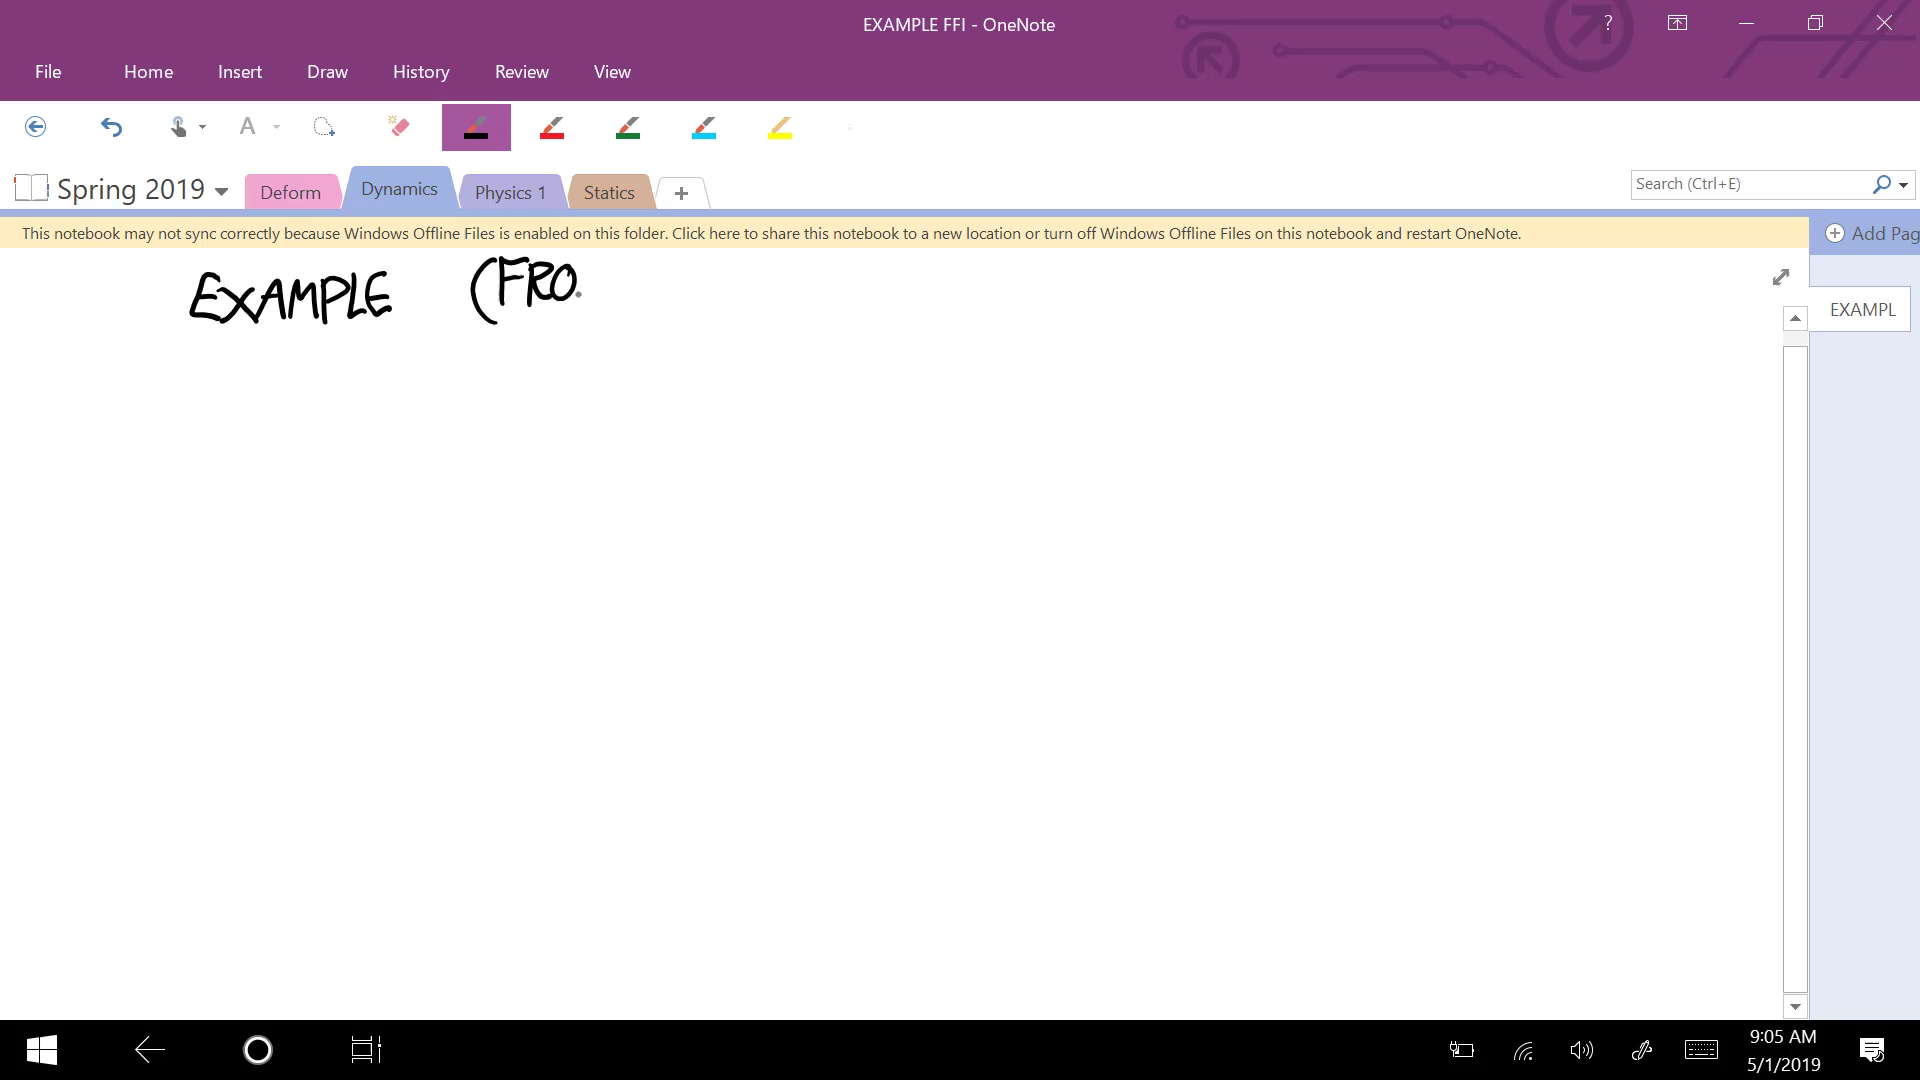 EXAMPLE FFI - OneNote
?
File Home Insert Draw History Review View
A
Spring 2019 Deform Dynamics Physics 1 Statics +
Search (Ctrl+E)
This notebook may not sync correctly because Windows Offline Files is enabled on this folder. Click here to share this notebook to a new location or turn off Windows Offline Files on this notebook and restart OneNote.
Add Pag
EXAMPLE (FRO
EXAMPL
9:05 AM
5/1/2019